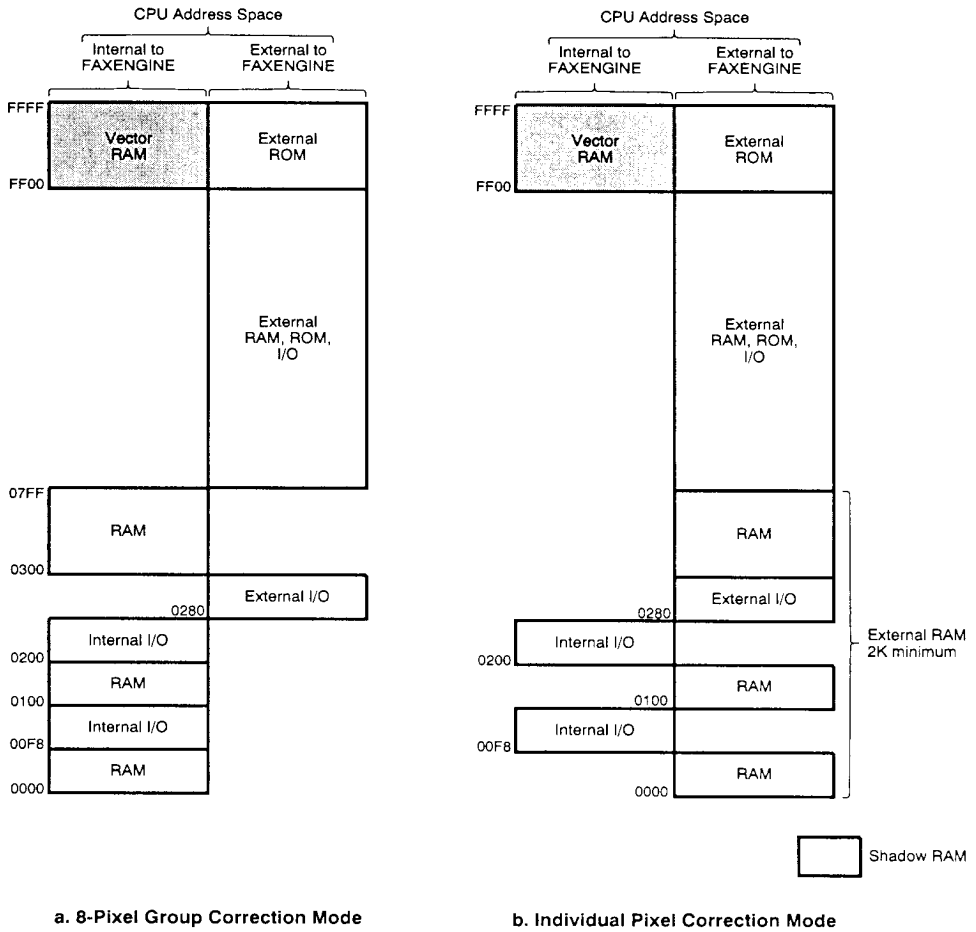 CPU Address Space
Internal to
FAXENGINE
External to
FAXENGINE
FFFF
Vector
RAM
External
ROM
FF00
External
RAM, ROM,
I/O
07FF
RAM
0300
External I/O
0280
Internal I/O
0200
RAM
0100
Internal I/O
00F8
RAM
0000
a. 8-Pixel Group Correction Mode
CPU Address Space
Internal to
FAXENGINE
External to
FAXENGINE
FFFF
Vector
RAM
External
ROM
FF00
External
RAM, ROM,
I/O
RAM
External I/O
0280
Internal I/O
0200
RAM
0100
Internal I/O
00F8
RAM
0000
External RAM
2K minimum
Shadow RAM
b. Individual Pixel Correction Mode